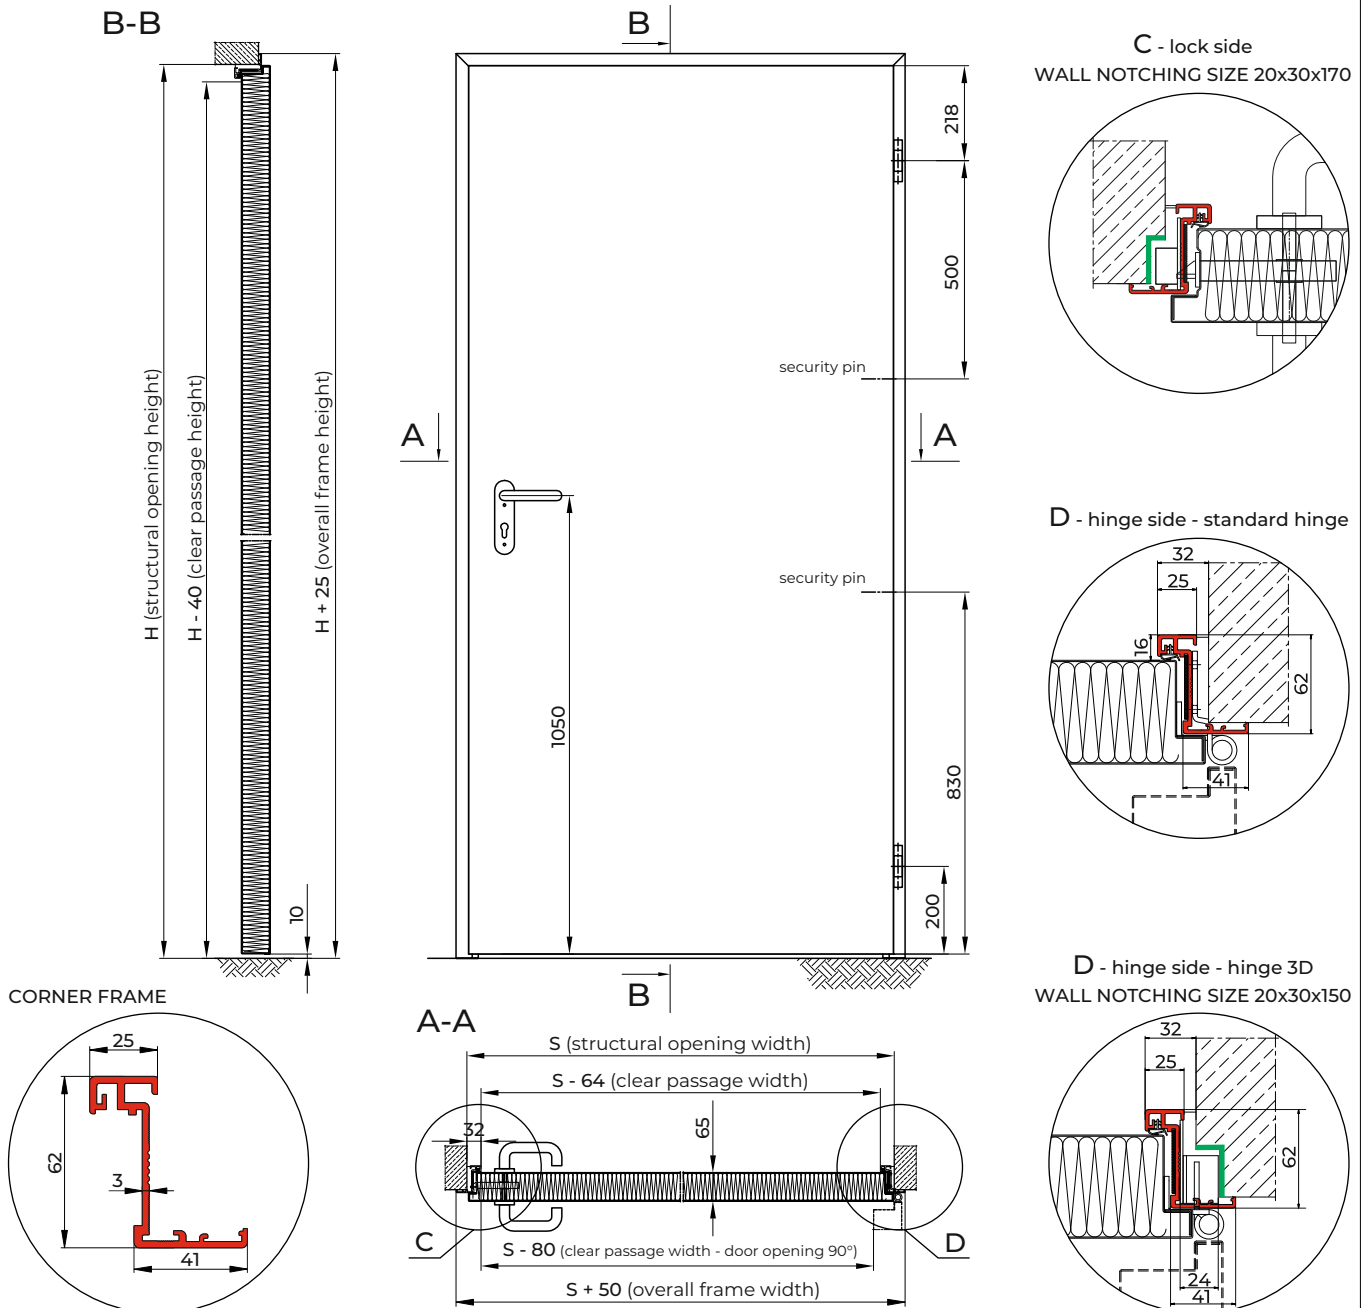 B-B
H (structural opening height)
H - 40 (clear passage height)
H + 25 (overall frame height)
10
B
218
500
security pin
A
A
security pin
1050
830
200
B
C - lock side
WALL NOTCHING SIZE 20x30x170
D - hinge side - standard hinge
32
25
16
62
41
D - hinge side - hinge 3D
WALL NOTCHING SIZE 20x30x150
32
25
62
24
41
CORNER FRAME
25
62
3
41
A-A
S (structural opening width)
S - 64 (clear passage width)
32
65
C
D
S - 80 (clear passage width - door opening 90°)
S + 50 (overall frame width)